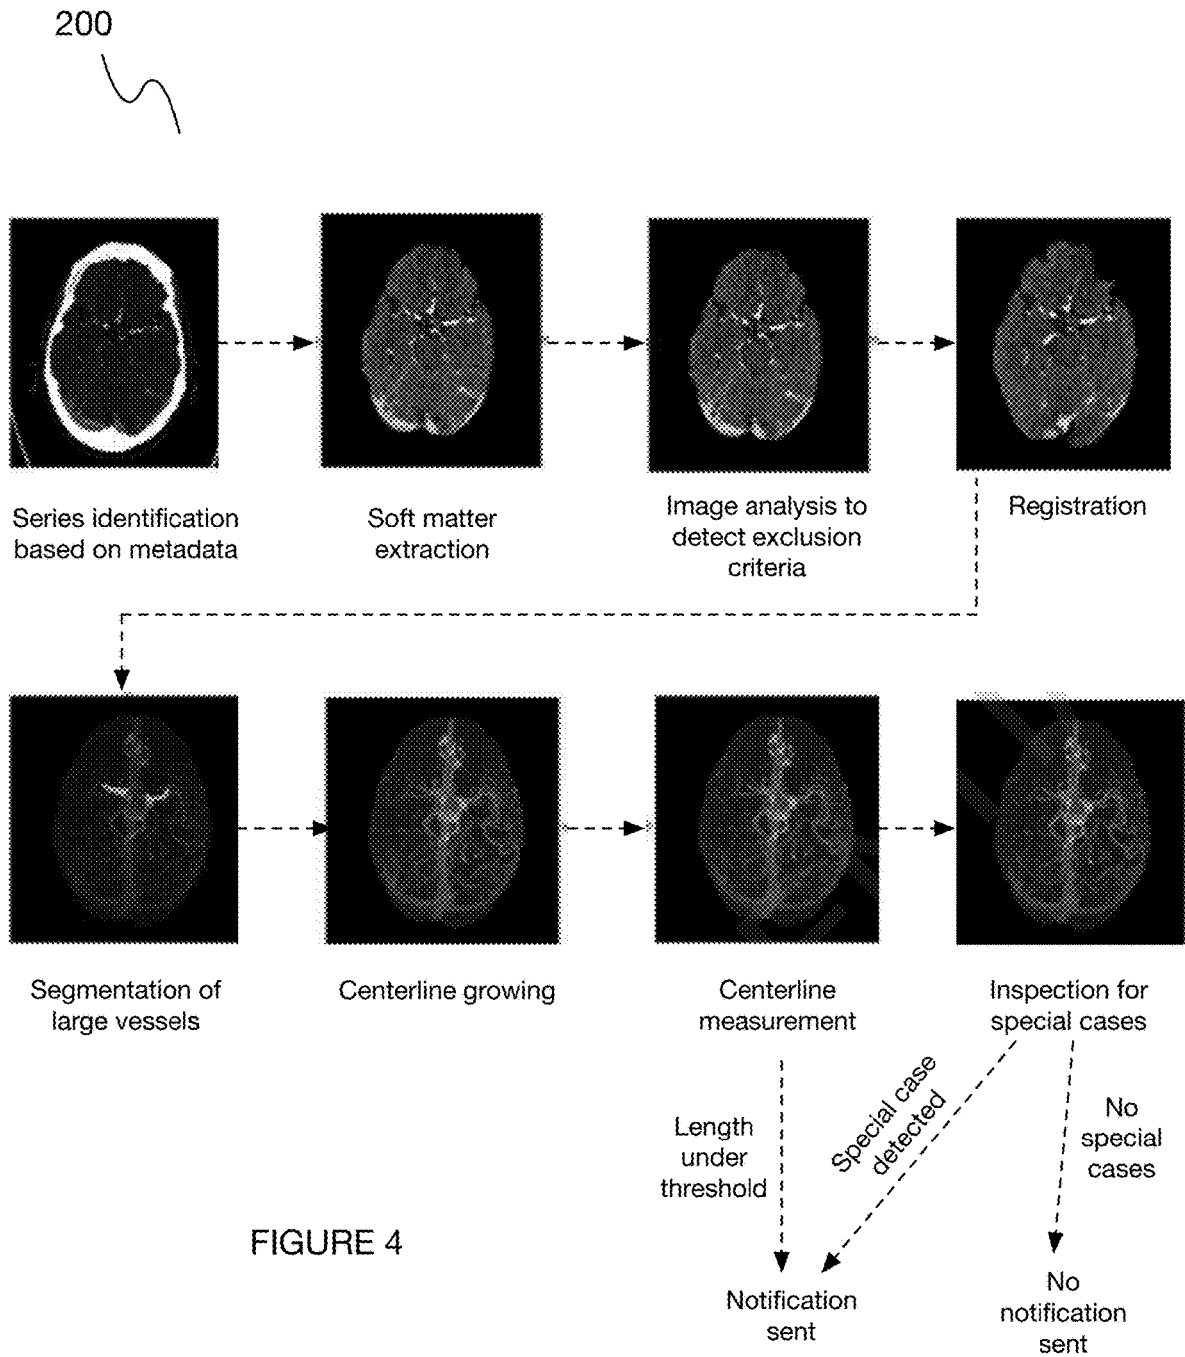 200
Series identification
based on metadata
Soft matter
extraction
Image analysis to
detect exclusion
criteria
Registration
Segmentation of
large vessels
Centerline growing
Centerline
measurement
Inspection for
special cases
Length
under
threshold
Special case
detected
No
special
cases
FIGURE 4
Notification
sent
No
notification
sent